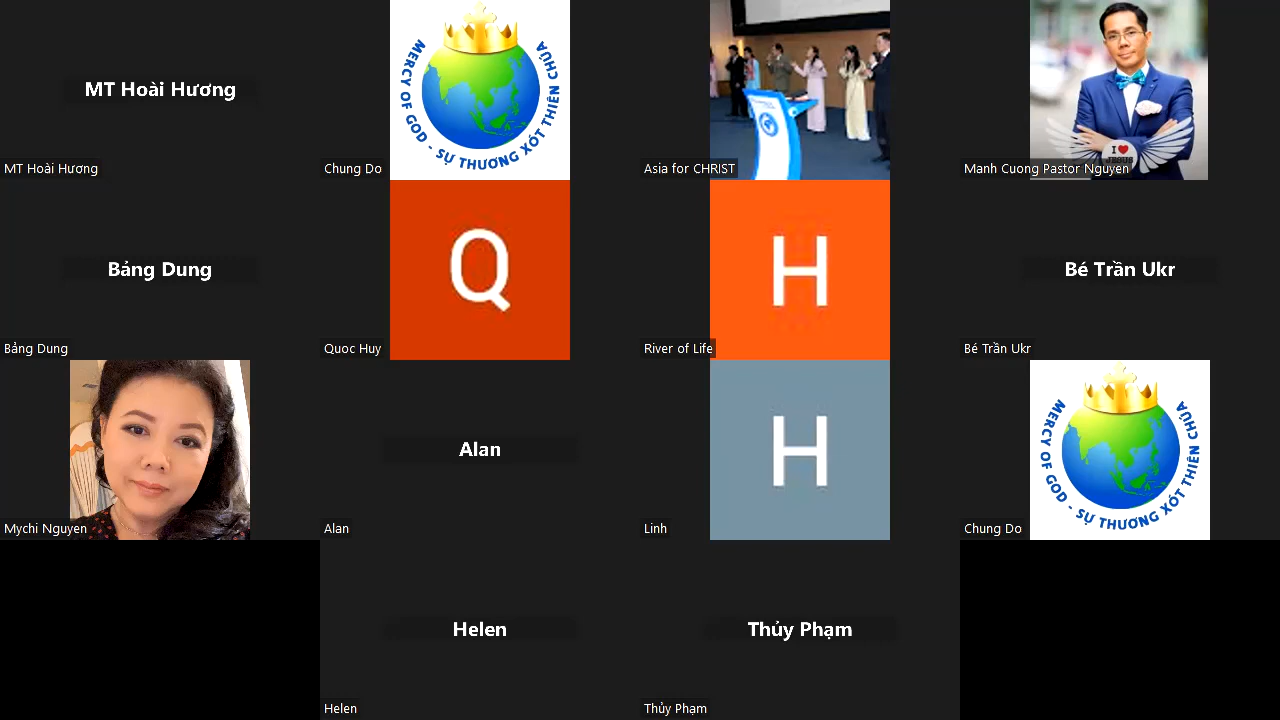 MT Hoài Hương
MT Hoài Hương
MERCY OF GOD - SỰ THƯƠNG XÓT THIÊN CHÚA
Chung Do
Asia for CHRIST
I ❤ JESUS
Manh Cuong Pastor Nguyen
Bảng Dung
Bảng Dung
Q
Quoc Huy
H
River of Life
Bé Trần Ukr
Bé Trần Ukr
Mychi Nguyen
Alan
Alan
H
Linh
MERCY OF GOD - SỰ THƯƠNG XÓT THIÊN CHÚA
Chung Do
Helen
Helen
Thủy Phạm
Thủy Phạm